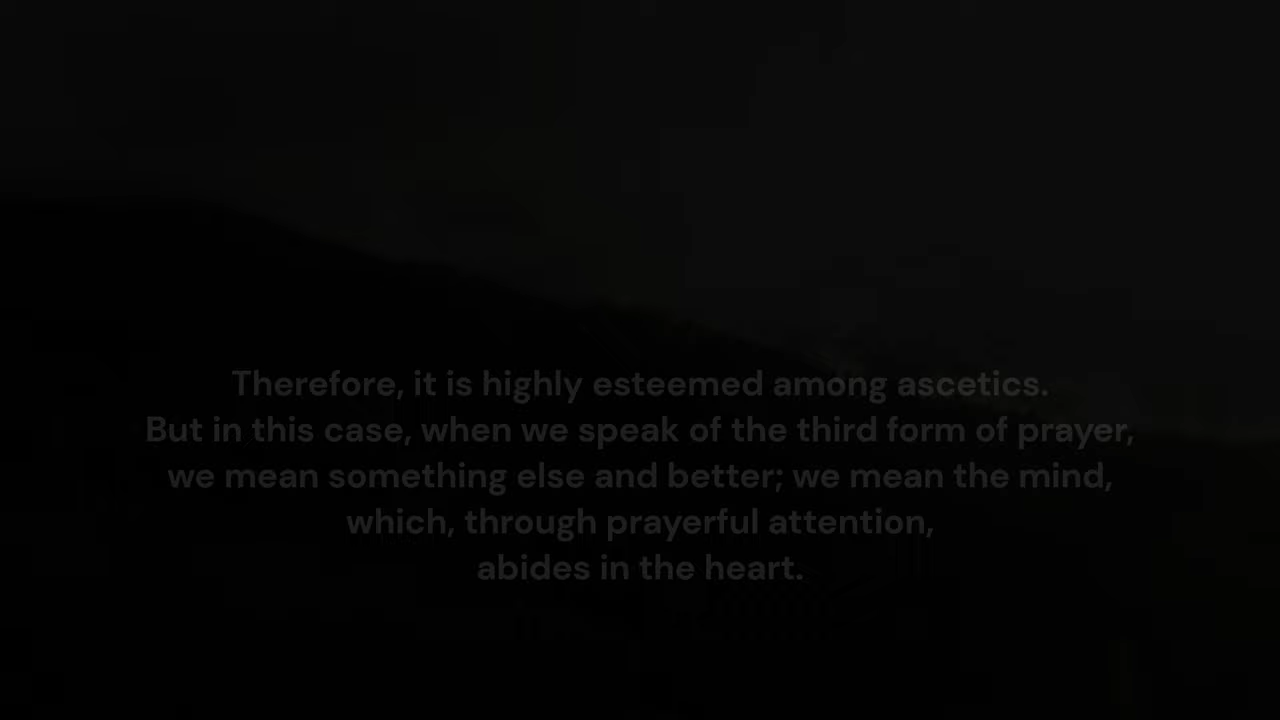 Therefore, it is highly esteemed among ascetics.
But in this case, when we speak of the third form of prayer,
we mean something else and better; we mean the mind,
which, through prayerful attention,
abides in the heart.